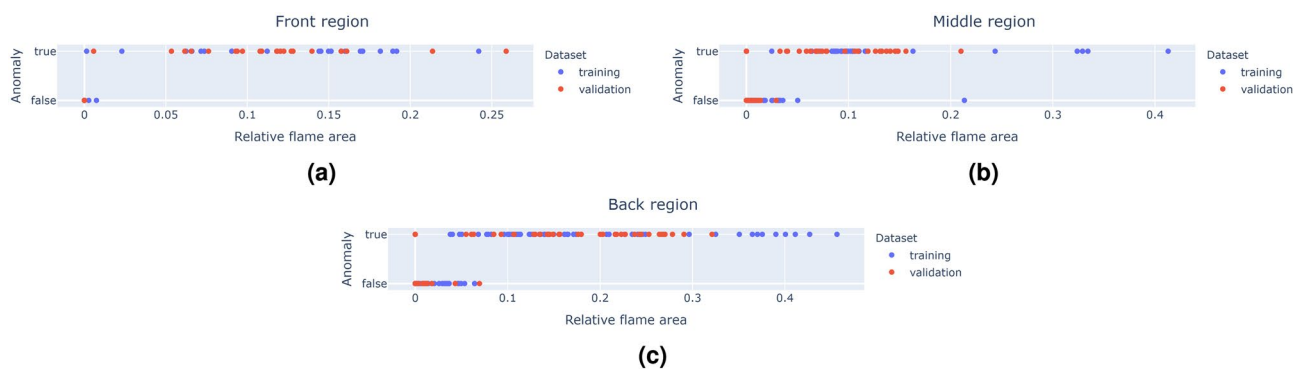 Front region
Anomaly
true
false
0
0.05
0.1
0.15
0.2
0.25
Relative flame area
Dataset
training
validation
(a)
Middle region
Anomaly
true
false
0
0.1
0.2
0.3
0.4
Relative flame area
Dataset
training
validation
(b)
Back region
Anomaly
true
false
0
0.1
0.2
0.3
0.4
Relative flame area
Dataset
training
validation
(c)